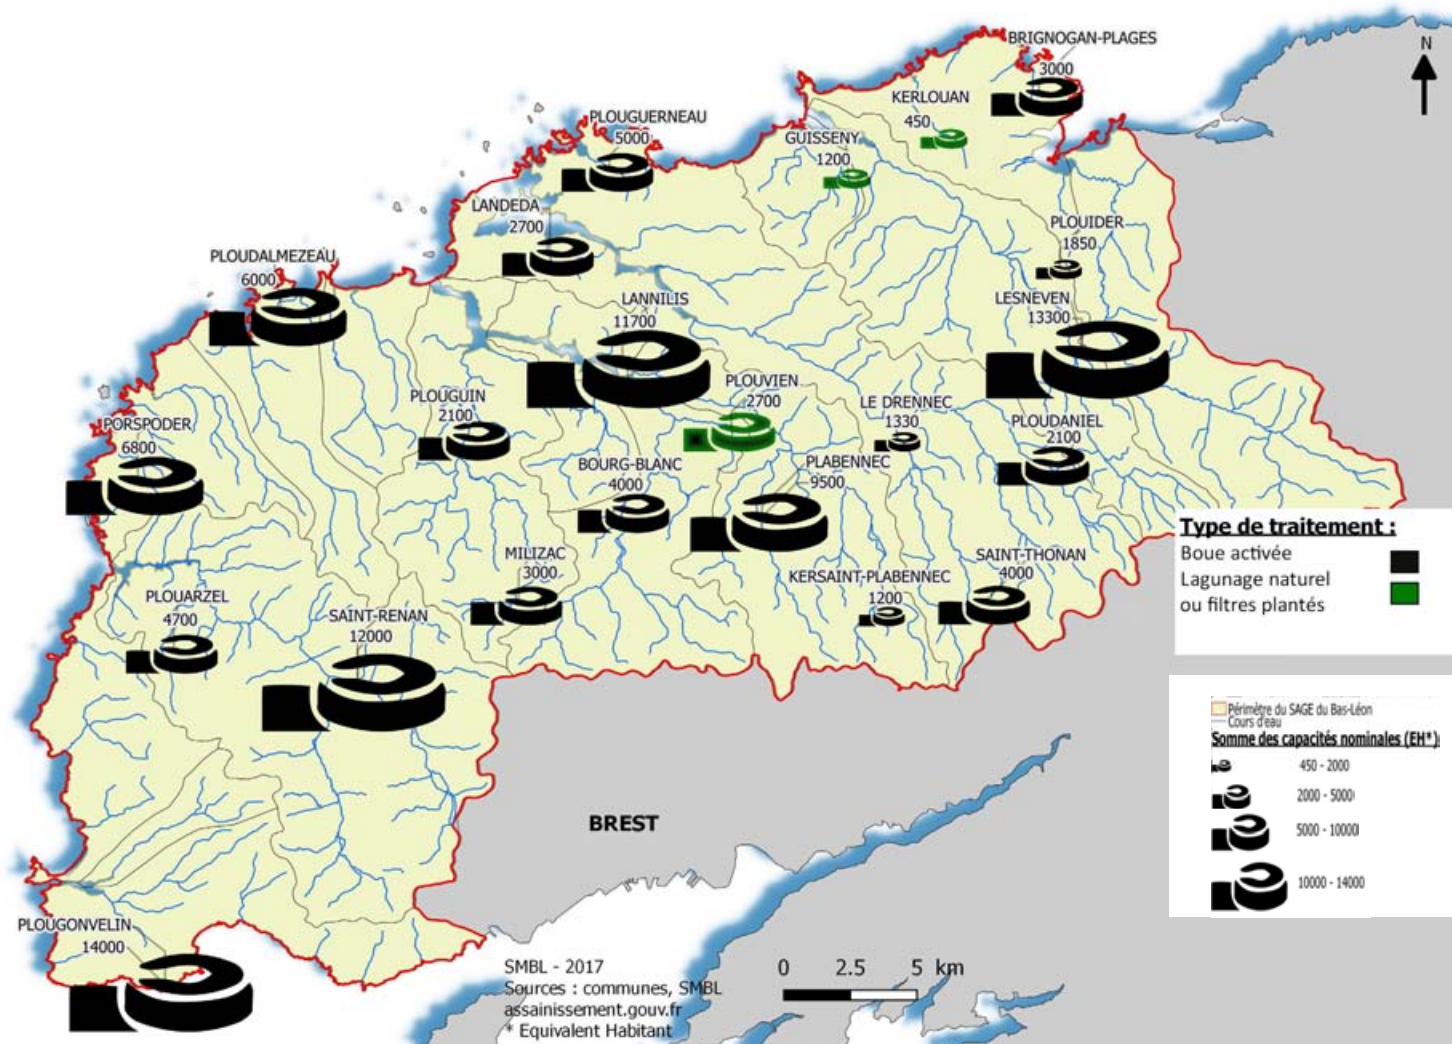 BRIGNOGAN-PLAGES
3000
N
KERLOUAN
450
PLOUGUERNEAU
5000
GUISSENY
1200
LANDEDA
2700
PLOUIDER
1850
PLOUDALMEZEAU
6000
LANNILIS
11700
LESNEVEN
13300
PLOUGUIN
2100
PLOUVIEN
2700
LE DRENNEC
1330
PLOUDANIEL
2100
PORSPODER
6800
BOURG-BLANC
4000
PLABENNEC
9500
MILIZAC
3000
KERSAINT-PLABENNEC
1200
SAINT-THONAN
4000
PLOUARZEL
4700
SAINT-RENAN
12000
PLOUGONVELIN
14000
BREST
Type de traitement :
Boue activée
Lagunage naturel
ou filtres plantés
Périmètre du SAGE du Bas-Léon
Cours d'eau
Somme des capacités nominales (EH*)
450 - 2000
2000 - 5000
5000 - 10000
10000 - 14000
SMBL - 2017
Sources : communes, SMBL
assainissement.gouv.fr
* Equivalent Habitant
0 2.5 5 km